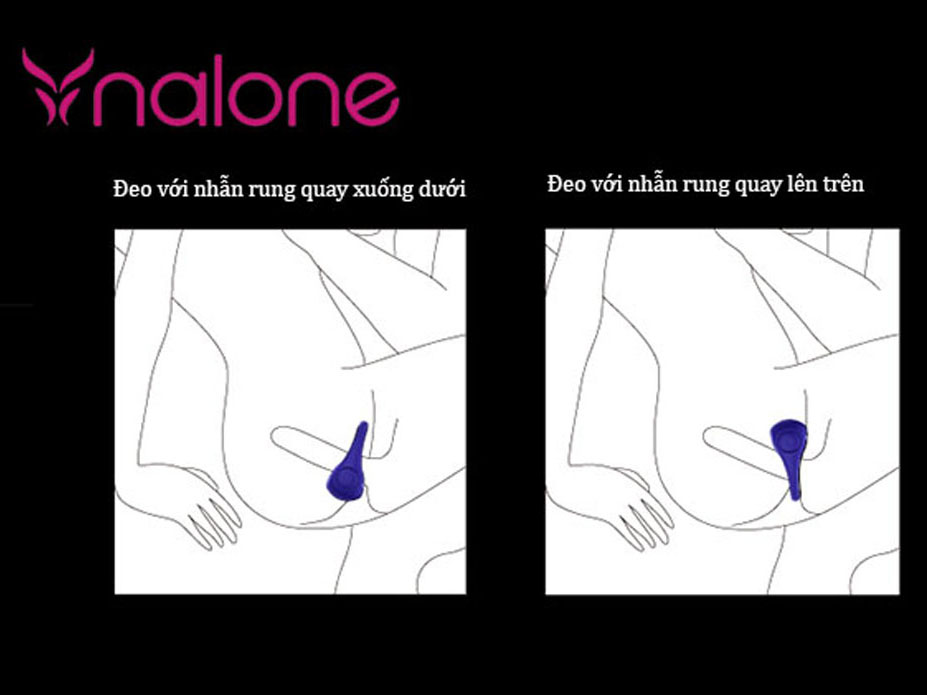 nalone
Đeo với nhẫn rung quay xuống dưới
Đeo với nhẫn rung quay lên trên